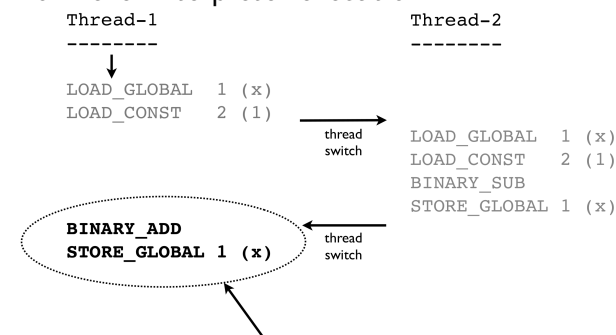 Thread-1
--------
LOAD_GLOBAL 1 (x)
LOAD_CONST 2 (1)
thread
switch
Thread-2
--------
LOAD_GLOBAL 1 (x)
LOAD_CONST 2 (1)
BINARY_SUB
STORE_GLOBAL 1 (x)
thread
switch
BINARY_ADD
STORE_GLOBAL 1 (x)